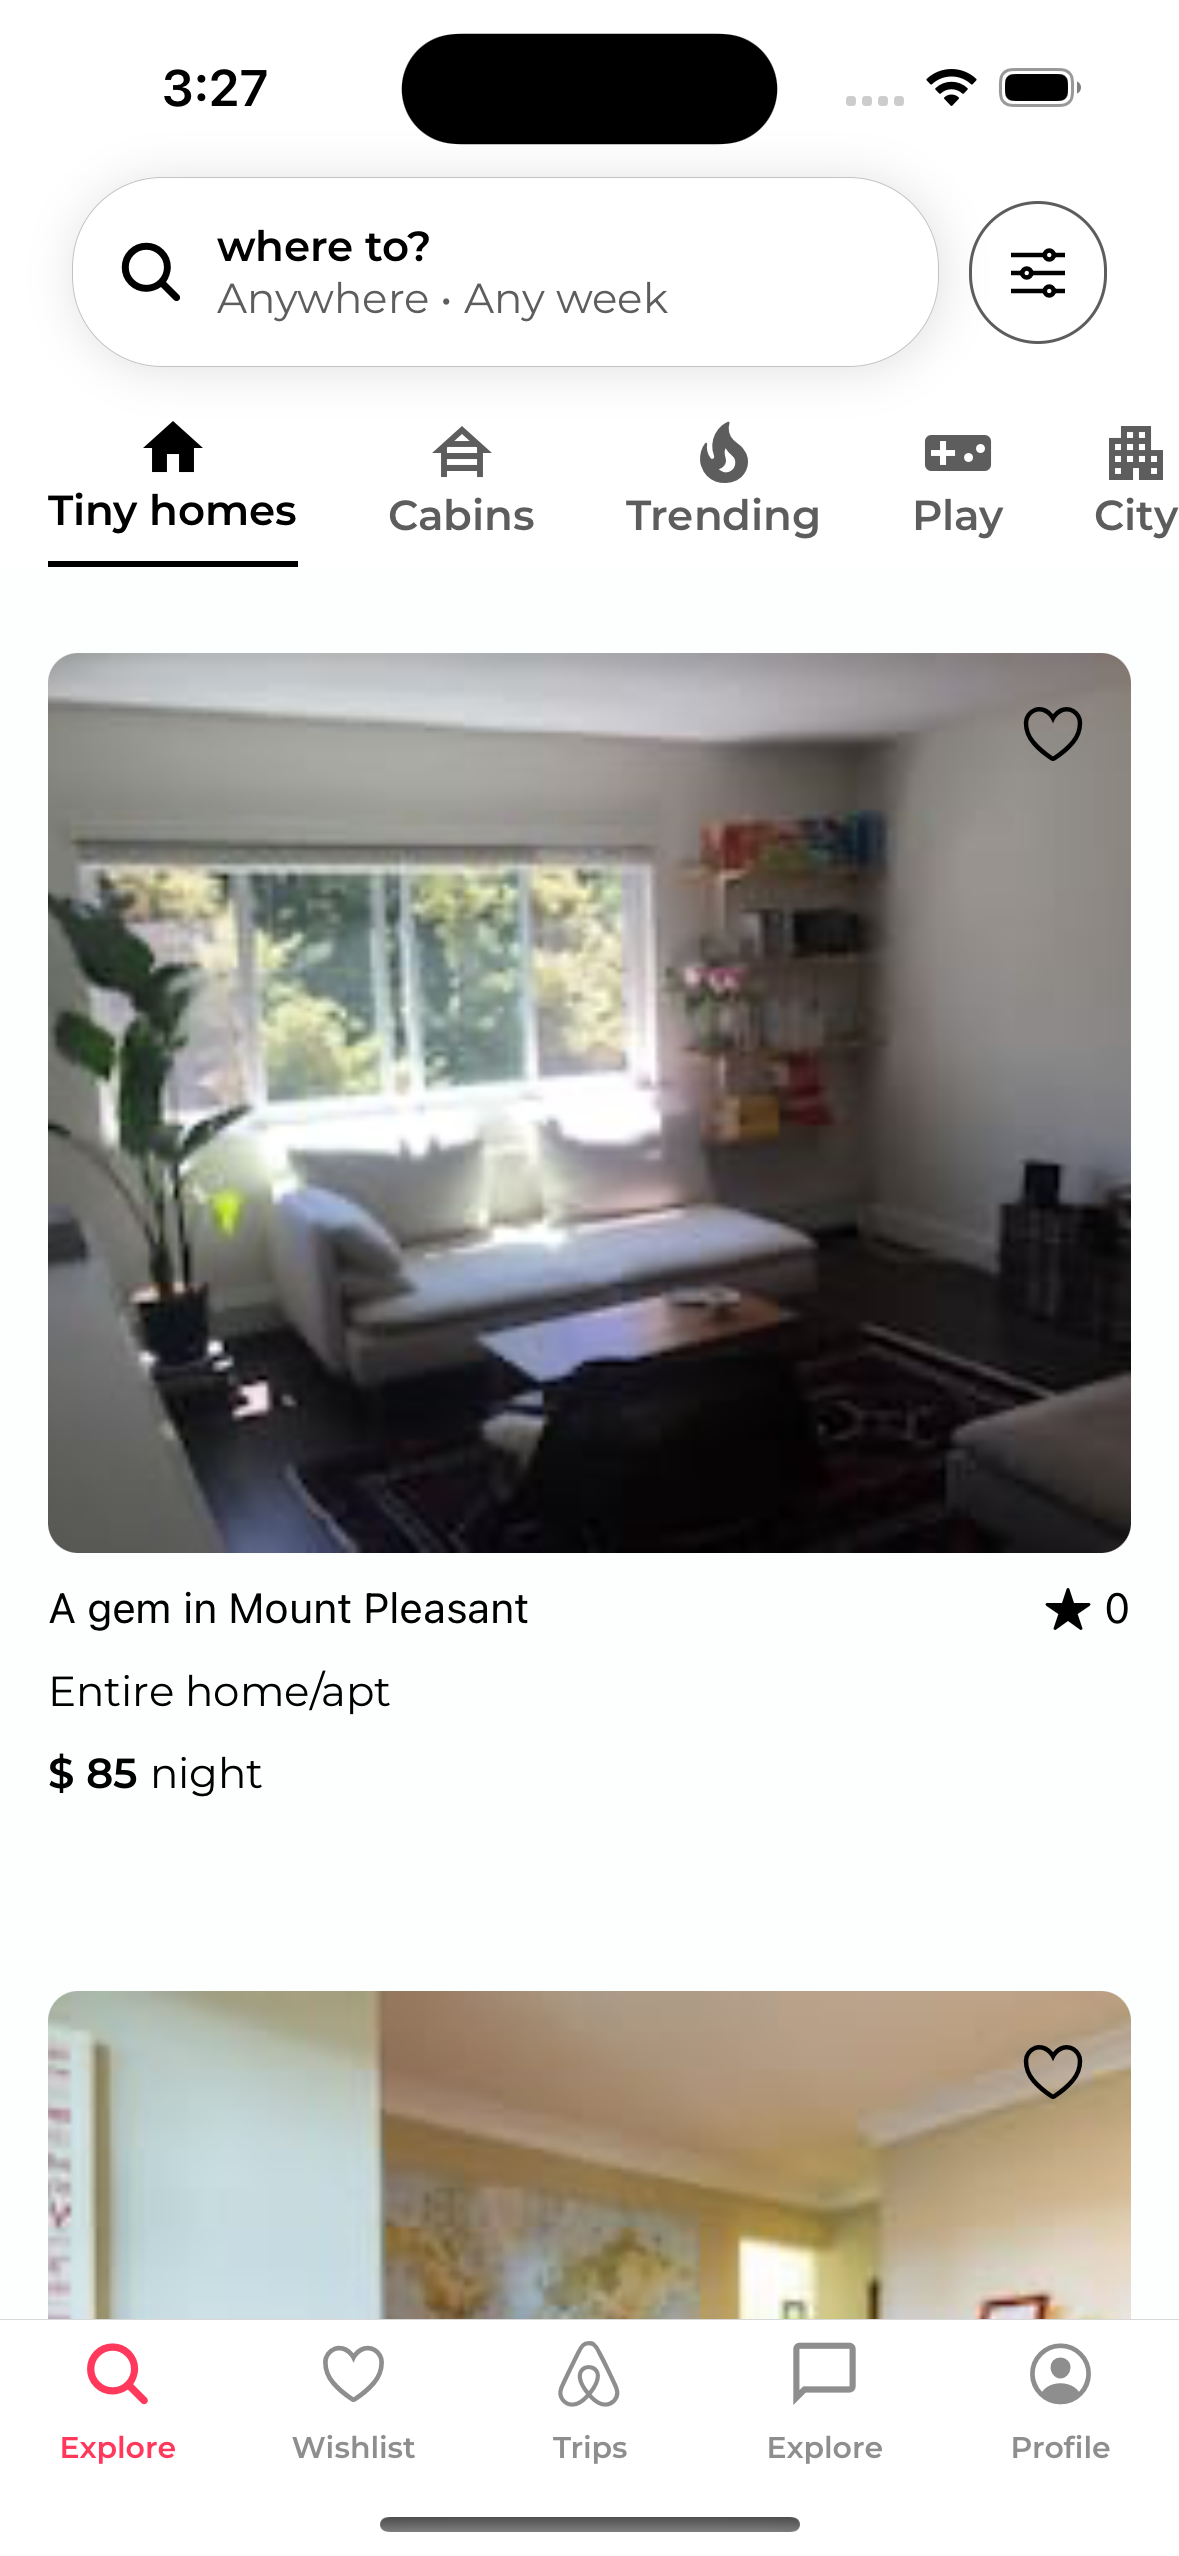 3:27
where to?
Anywhere • Any week
Tiny homes
Cabins
Trending
Play
City
A gem in Mount Pleasant
0
Entire home/apt
$ 85 night
Explore
Wishlist
Trips
Explore
Profile